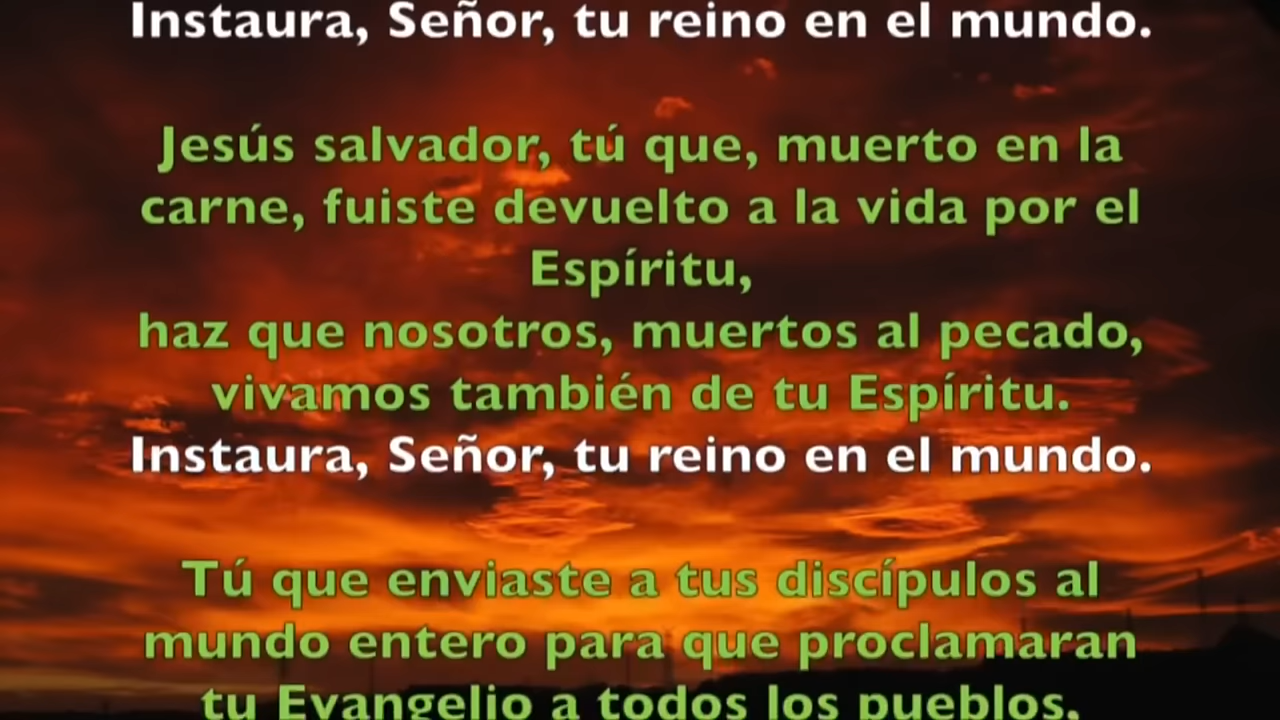 Instaura, Señor, tu reino en el mundo.
Jesús salvador, tú que, muerto en la
carne, fuiste devuelto a la vida por el
Espíritu,
haz que nosotros, muertos al pecado,
vivamos también de tu Espíritu.
Instaura, Señor, tu reino en el mundo.
Tú que enviaste a tus discípulos al
mundo entero para que proclamaran
tu Evangelio a todos los pueblos,